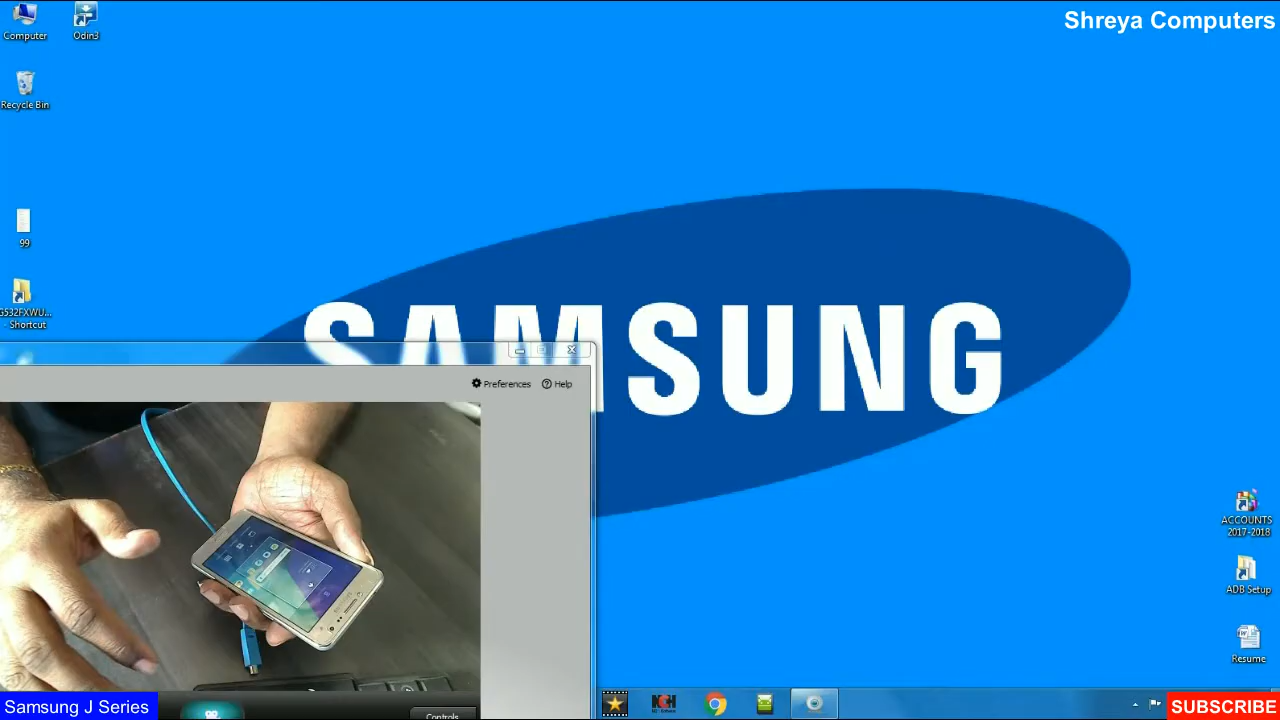 Shreya Computers
Computer
Odin3
Recycle Bin
99
G532FXWU...
- Shortcut
SAMSUNG
Preferences
Help
ACCOUNTS
2017-2018
ADB Setup
Resume
NCH
Controls
Samsung J Series
SUBSCRIBE